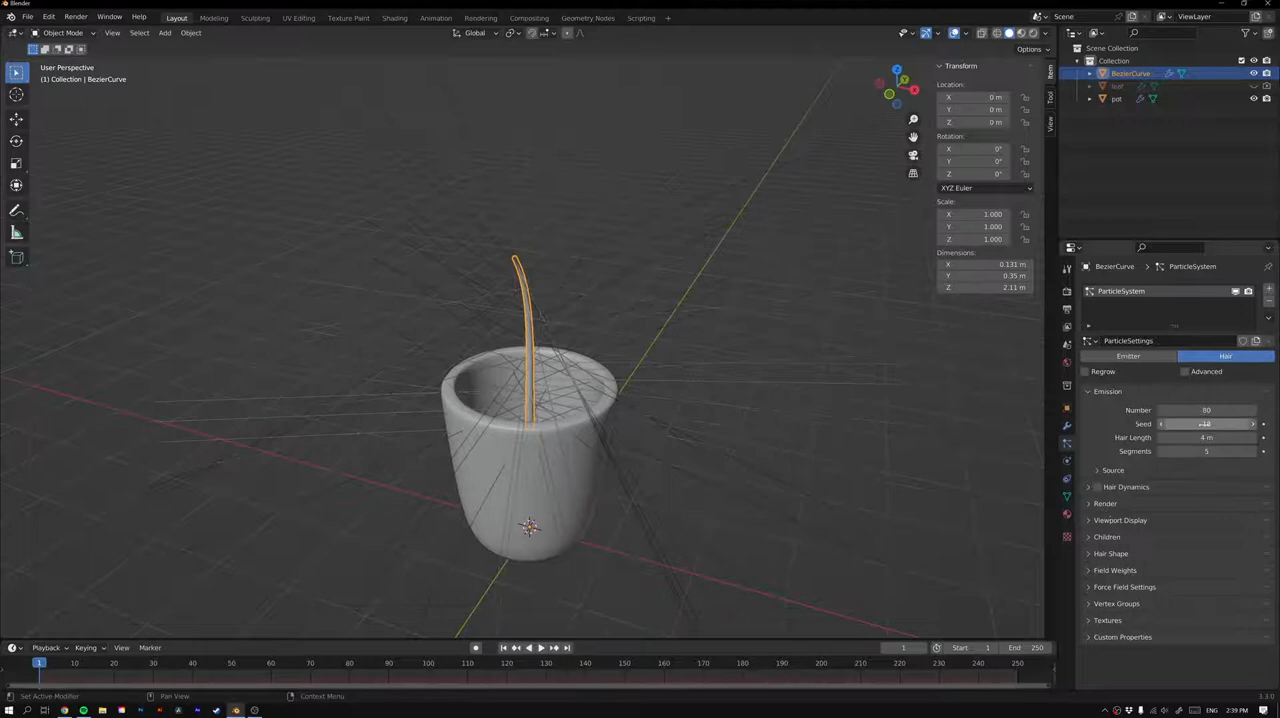 Blender
File Edit Render Window Help Layout Modeling Sculpting UV Editing Texture Paint Shading Animation Rendering Compositing Geometry Nodes Scripting + Scene ViewLayer
Object Mode View Select Add Object Global
Options
User Perspective
(1) Collection | BezierCurve
Transform
Location:
X 0 m
Y 0 m
Z 0 m
Rotation:
X 0°
Y 0°
Z 0°
XYZ Euler
Scale:
X 1.000
Y 1.000
Z 1.000
Dimensions:
X 0.131 m
Y 0.35 m
Z 2.11 m
Item
Tool
View
Scene Collection
Collection
BezierCurve
leaf
pot
BezierCurve > ParticleSystem
ParticleSystem
ParticleSettings
Emitter Hair
Regrow Advanced
Emission
Number 80
Seed
Hair Length 4 m
Segments 5
Source
Hair Dynamics
Render
Viewport Display
Children
Hair Shape
Field Weights
Force Field Settings
Vertex Groups
Textures
Custom Properties
Playback Keying View Marker 1 Start 1 End 250
1 10 20 30 40 50 60 70 80 90 100 110 120 130 140 150 160 170 180 190 200 210 220 230 240 250
Set Active Modifier Pan View Context Menu 3.3.0
ENG 2:39 PM